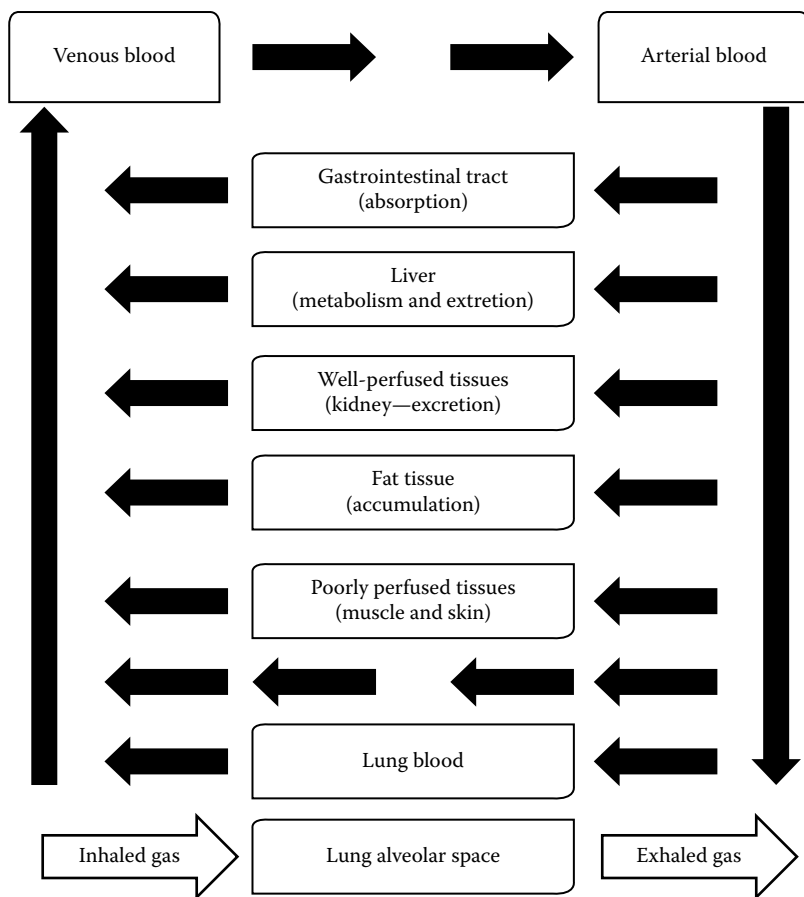 Venous blood
Arterial blood
Gastrointestinal tract
(absorption)
Liver
(metabolism and extretion)
Well-perfused tissues
(kidney—excretion)
Fat tissue
(accumulation)
Poorly perfused tissues
(muscle and skin)
Lung blood
Inhaled gas
Lung alveolar space
Exhaled gas